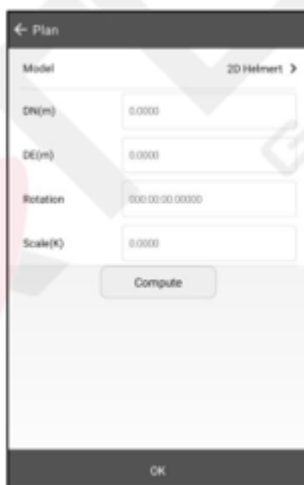 ← Plan
Model 2D Helmert >
DN(m) 0.0000
DE(m) 0.0000
Rotation 000:00:00.00000
Scale(K) 0.0000
Compute
OK